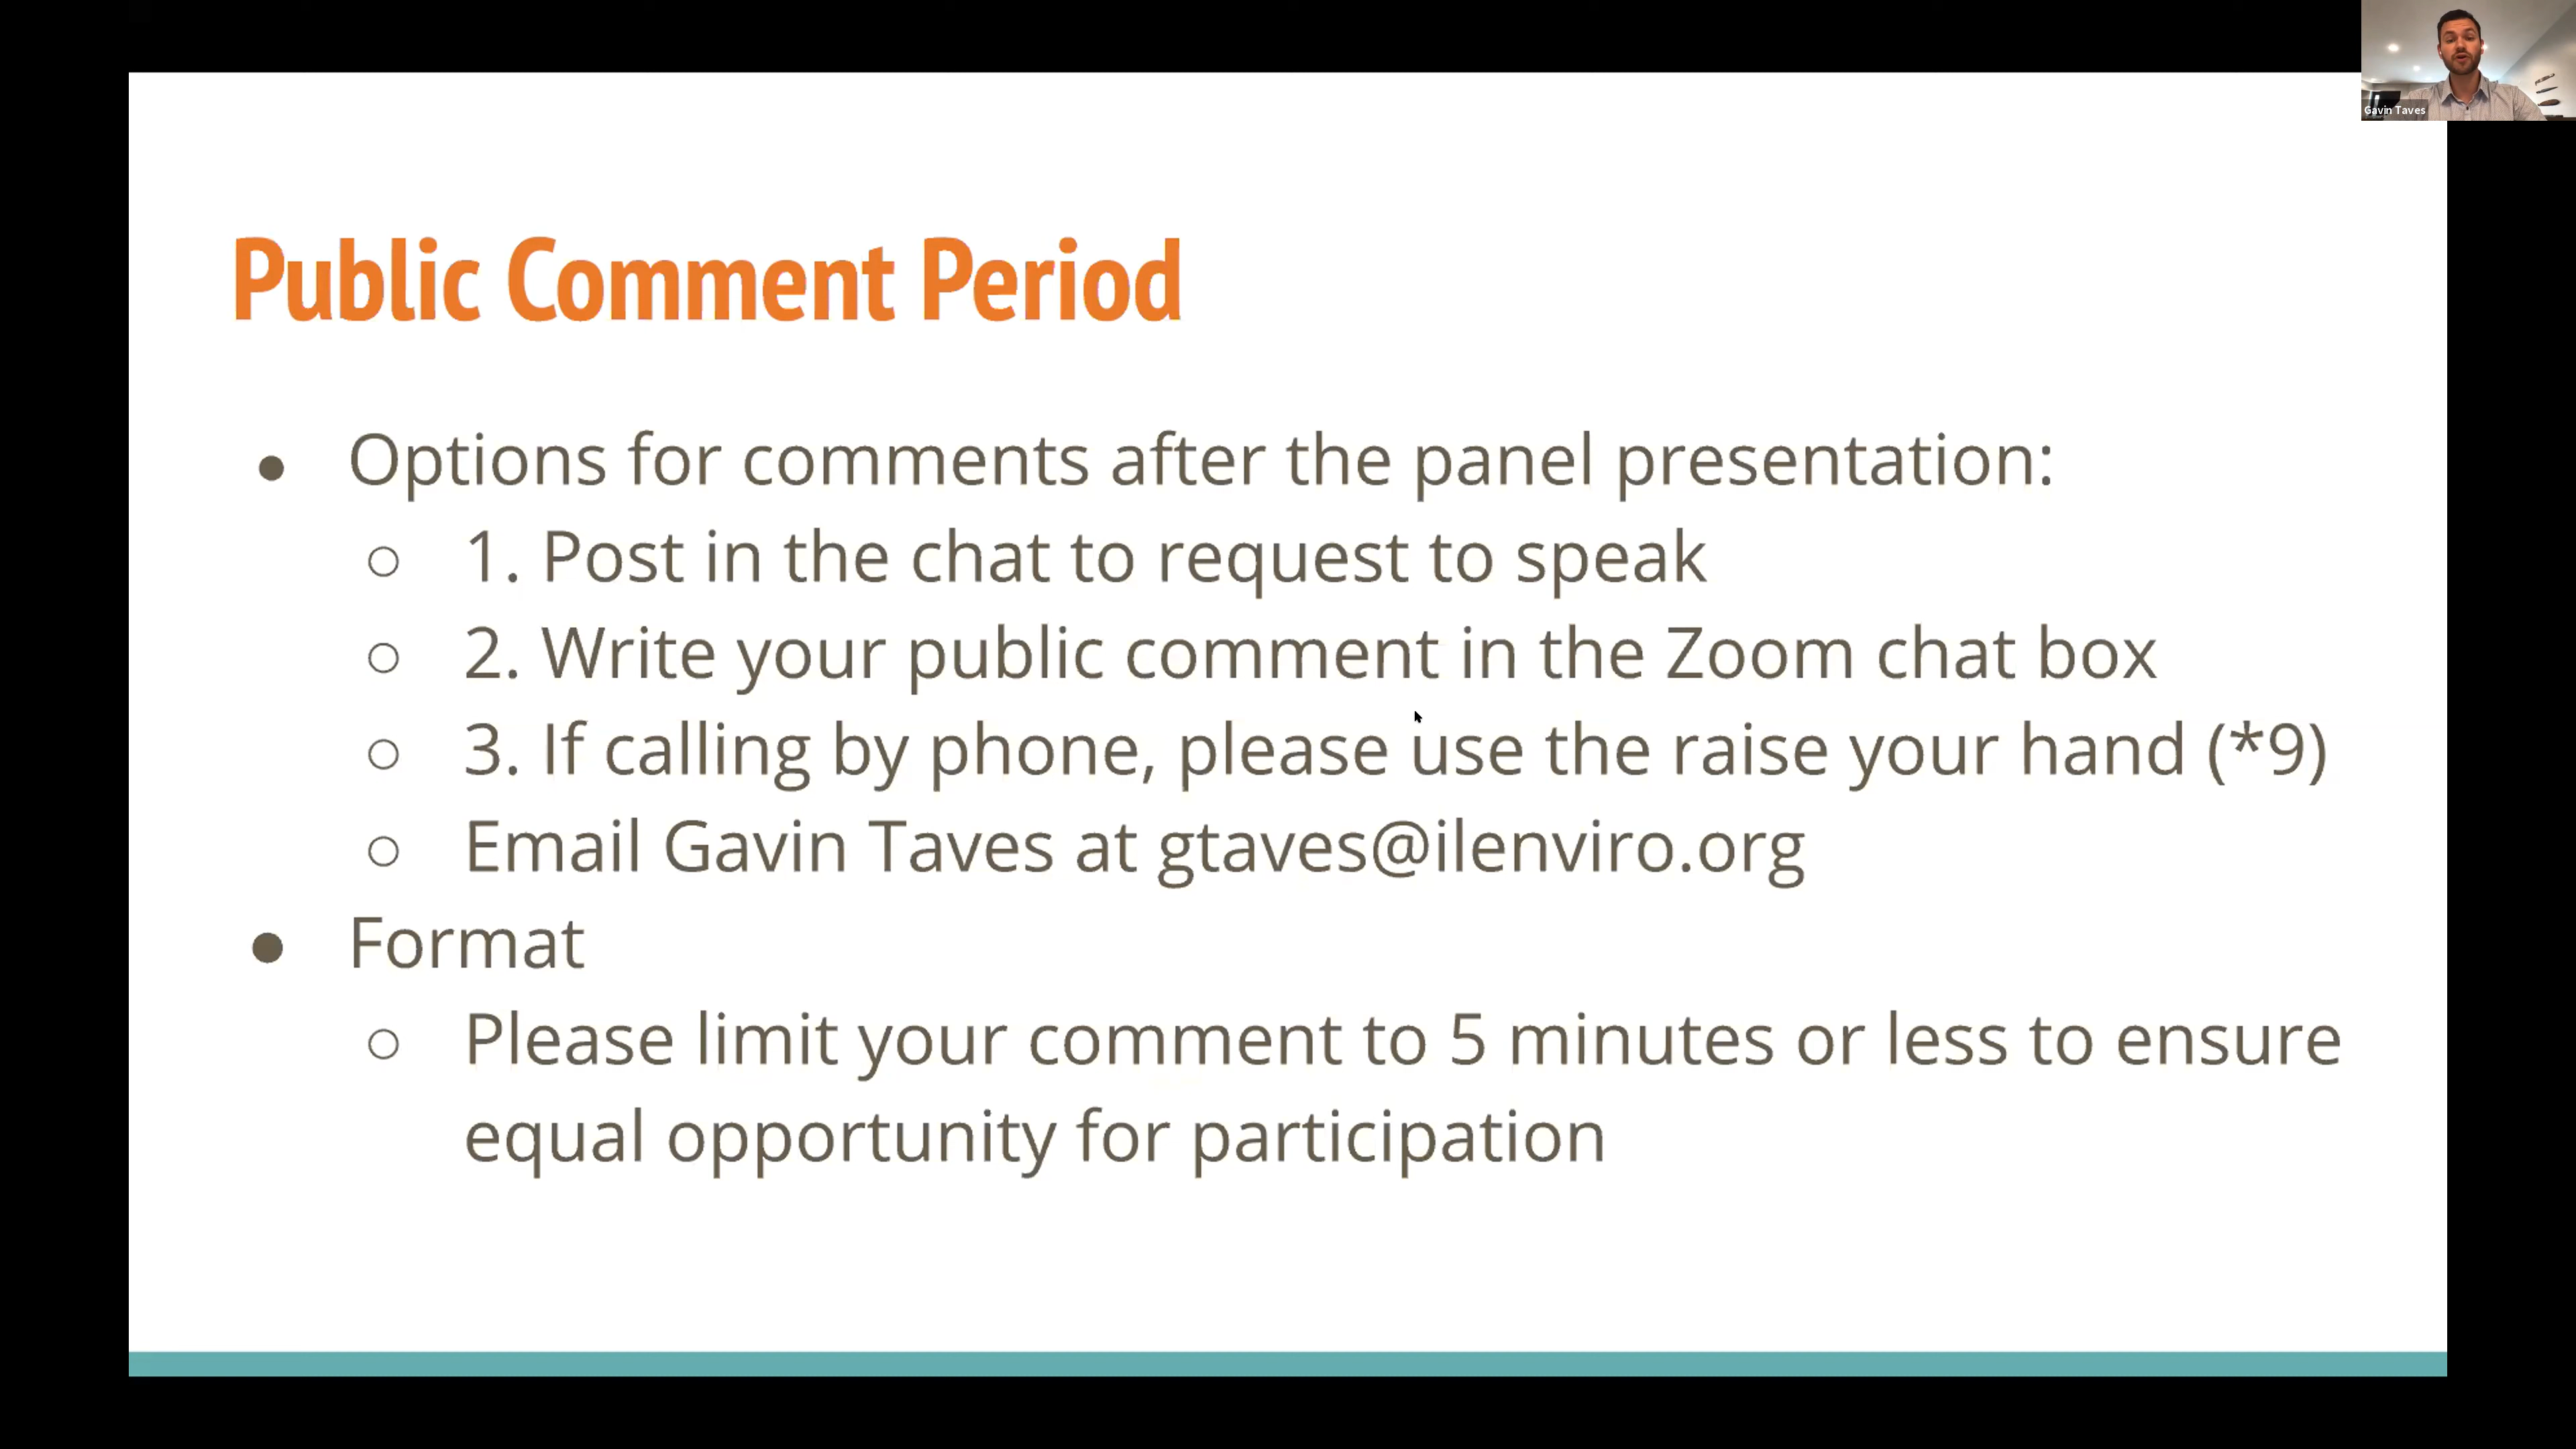 Gavin Taves
Public Comment Period
● Options for comments after the panel presentation:
○ 1. Post in the chat to request to speak
○ 2. Write your public comment in the Zoom chat box
○ 3. If calling by phone, please use the raise your hand (*9)
○ Email Gavin Taves at gtaves@ilenviro.org
● Format
○ Please limit your comment to 5 minutes or less to ensure
equal opportunity for participation